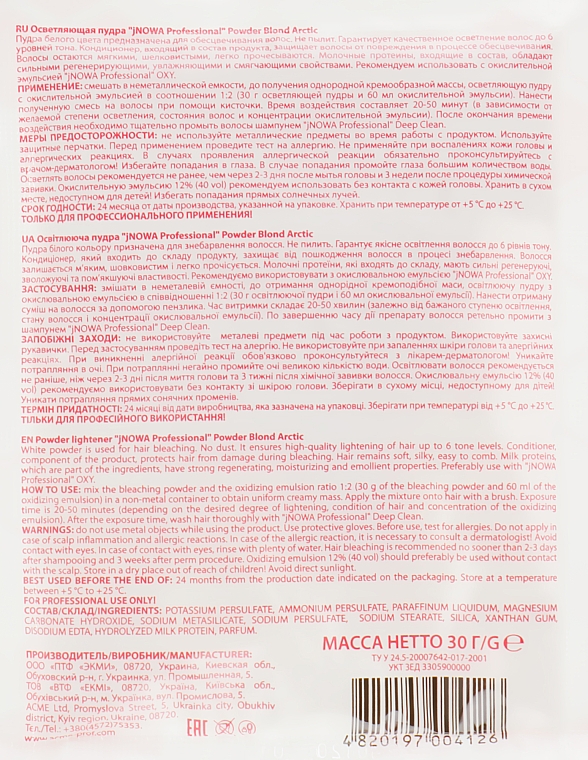 RU Осветляющая пудра "jNOWA Professional" Powder Blond Arctic
Пудра белого цвета предназначена для обесцвечивания волос. Не пылит. Гарантирует качественное осветление волос до 6
уровней тона. Кондиционер, входящий в состав продукта, защищает волосы от повреждения в процессе обесцвечивания.
Волосы остаются мягкими, шелковистыми, легко прочесываются. Молочные протеины, входящие в состав, обладают
сильными регенерирующими, увлажняющими и смягчающими свойствами. Рекомендуем использовать с окислительной
эмульсией "jNOWA Professional" OXY.
ПРИМЕНЕНИЕ: смешать в неметаллической емкости, до получения однородной кремообразной массы, осветляющую пудру
с окислительной эмульсией в соотношении 1:2 (30 г осветляющей пудры и 60 мл окислительной эмульсии). Нанести
полученную смесь на волосы при помощи кисточки. Время воздействия составляет 20-50 минут (в зависимости от
желаемой степени осветления, состояния волос и концентрации окислительной эмульсии). После окончания времени
воздействия необходимо тщательно промыть волосы шампунем "jNOWA Professional" Deep Clean.
МЕРЫ ПРЕДОСТОРОЖНОСТИ: не используйте металлические предметы во время работы с продуктом. Используйте
защитные перчатки. Перед применением проведите тест на аллергию. Не применяйте при воспалениях кожи головы и
аллергических реакциях. В случаях проявления аллергической реакции обязательно проконсультируйтесь с
врачом-дерматологом! Избегайте попадания в глаза. В случае попадания промойте глаза большим количеством воды.
Осветлять волосы рекомендуется не ранее, чем через 2-3 дня после мытья головы и 3 недели после процедуры химической
завивки. Окислительную эмульсию 12% (40 vol) рекомендуем использовать без контакта с кожей головы. Хранить в сухом
месте, недоступном для детей! Избегать попадания прямых солнечных лучей.
СРОК ГОДНОСТИ: 24 месяца от даты производства, указанной на упаковке. Хранить при температуре от +5 °С до +25 °С.
ТОЛЬКО ДЛЯ ПРОФЕССИОНАЛЬНОГО ПРИМЕНЕНИЯ!
UA Освітлююча пудра "jNOWA Professional" Powder Blond Arctic
Пудра білого кольору призначена для знебарвлення волосся. Не пилить. Гарантує якісне освітлення волосся до 6 рівнів тону.
Кондиціонер, який входить до складу продукту, захищає від пошкодження волосся в процесі знебарвлення. Волосся
залишається м'яким, шовковистим і легко прочісується. Молочні протеїни, які входять до складу, мають сильні регенеруючі,
зволожуючі та пом'якшуючі властивості. Рекомендуємо використовувати з окислювальною емульсією "jNOWA Professional" OXY.
ЗАСТОСУВАННЯ: змішати в неметалевій ємності, до отримання однорідної кремоподібної маси, освітлюючу пудру з
окислювальною емульсією в співвідношенні 1:2 (30 г освітлюючої пудри і 60 мл окислювальної емульсії). Нанести отриману
суміш на волосся за допомогою пензлика. Час витримки складає 20-50 хвилин (залежно від бажаного ступеню освітлення,
стану волосся і концентрації окислювальної емульсії). По завершенню часу дії препарату волосся ретельно промити з
шампунем "jNOWA Professional" Deep Clean.
ЗАПОБІЖНІ ЗАХОДИ: не використовуйте металеві предмети під час роботи з продуктом. Використовуйте захисні
рукавички. Перед застосуванням проведіть тест на алергію. Не використовуйте при запаленнях шкіри голови та алергійних
реакціях. При виникненні алергійної реакції обов'язково проконсультуйтеся з лікарем-дерматологом! Уникайте
потрапляння в очі. При потраплянні негайно промийте очі великою кількістю води. Освітлювати волосся рекомендується
не раніше, ніж через 2-3 дні після миття голови та 3 тижні після хімічної завивки волосся. Окислювальну емульсію 12% (40
vol) рекомендуємо використовувати без контакту зі шкірою голови. Зберігати в сухому місці, недоступному для дітей!
Уникати потрапляння прямих сонячних променів.
ТЕРМІН ПРИДАТНОСТІ: 24 місяці від дати виробництва, яка зазначена на упаковці. Зберігати при температурі від +5 °С до +25 °С.
ТІЛЬКИ ДЛЯ ПРОФЕСІЙНОГО ВИКОРИСТАННЯ!
EN Powder lightener "jNOWA Professional" Powder Blond Arctic
White powder is used for hair bleaching. No dust. It ensures high-quality lightening of hair up to 6 tone levels. Conditioner,
component of the product, protects hair from damage during bleaching. Hair remains soft, silky, easy to comb. Milk proteins,
which are part of the ingredients, have strong regenerating, moisturizing and emollient properties. Preferably use with "jNOWA
Professional" OXY.
HOW TO USE: mix the bleaching powder and the oxidizing emulsion ratio 1:2 (30 g of the bleaching powder and 60 ml of the
oxidizing emulsion) in a non-metal container to obtain uniform creamy mass. Apply the mixture onto hair with a brush. Exposure
time is 20-50 minutes (depending on the desired degree of lightening, condition of hair and concentration of the oxidizing
emulsion). After the exposure time, wash hair thoroughly with "jNOWA Professional" Deep Clean.
WARNINGS: do not use metal objects while using the product. Use protective gloves. Before use, test for allergies. Do not apply in
case of scalp inflammation and allergic reactions. In case of the allergic reaction, it is necessary to consult a dermatologist! Avoid
contact with eyes. In case of contact with eyes, rinse with plenty of water. Hair bleaching is recommended no sooner than 2-3 days
after shampooing and 3 weeks after perm procedure. Oxidizing emulsion 12% (40 vol) should preferably be used without contact
with the scalp. Store in a dry place out of reach of children! Avoid direct sunlight.
BEST USED BEFORE THE END OF: 24 months from the production date indicated on the packaging. Store at a temperature
between +5 °C to +25 °C.
FOR PROFESSIONAL USE ONLY!
СОСТАВ/СКЛАД/INGREDIENTS: POTASSIUM PERSULFATE, AMMONIUM PERSULFATE, PARAFFINUM LIQUIDUM, MAGNESIUM
CARBONATE HYDROXIDE, SODIUM METASILICATE, SODIUM PERSULFATE, SODIUM STEARATE, SILICA, XANTHAN GUM,
DISODIUM EDTA, HYDROLYZED MILK PROTEIN, PARFUM.
МАССА НЕТТО 30 Г/G ℮
ТУ У 24.5-20007642-017-2001
УКТ ЗЕД 3305900000
ПРОИЗВОДИТЕЛЬ/ВИРОБНИК/MANUFACTURER:
ООО «ПТФ «ЭКМИ», 08720, Украина, Киевская обл.,
Обуховский р-н, г. Украинка, ул. Промышленная, 5.
ТОВ «ВТФ «ЕКМІ», 08720, Україна, Київська обл.,
Обухівський р-н, м. Українка, вул. Промислова, 5.
ACME Ltd, Promyslova Street, 5, Ukrainka city, Obukhiv
district, Kyiv region, Ukraine, 08720.
Тел./Tel.: +380(4572)75353.
EAC
4 820197 004126